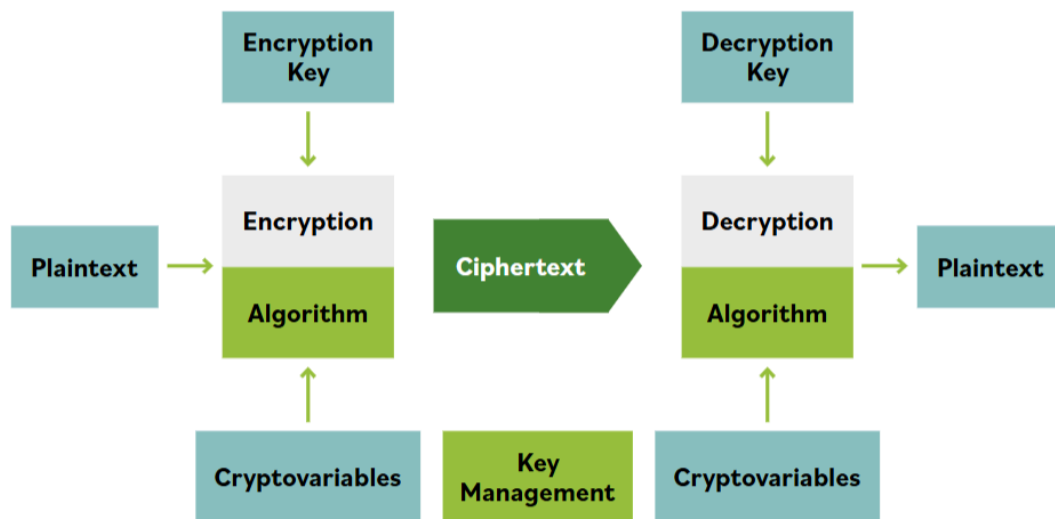 Encryption
Key
Decryption
Key
Encryption
Decryption
Plaintext
Ciphertext
Plaintext
Algorithm
Algorithm
Cryptovariables
Key
Management
Cryptovariables